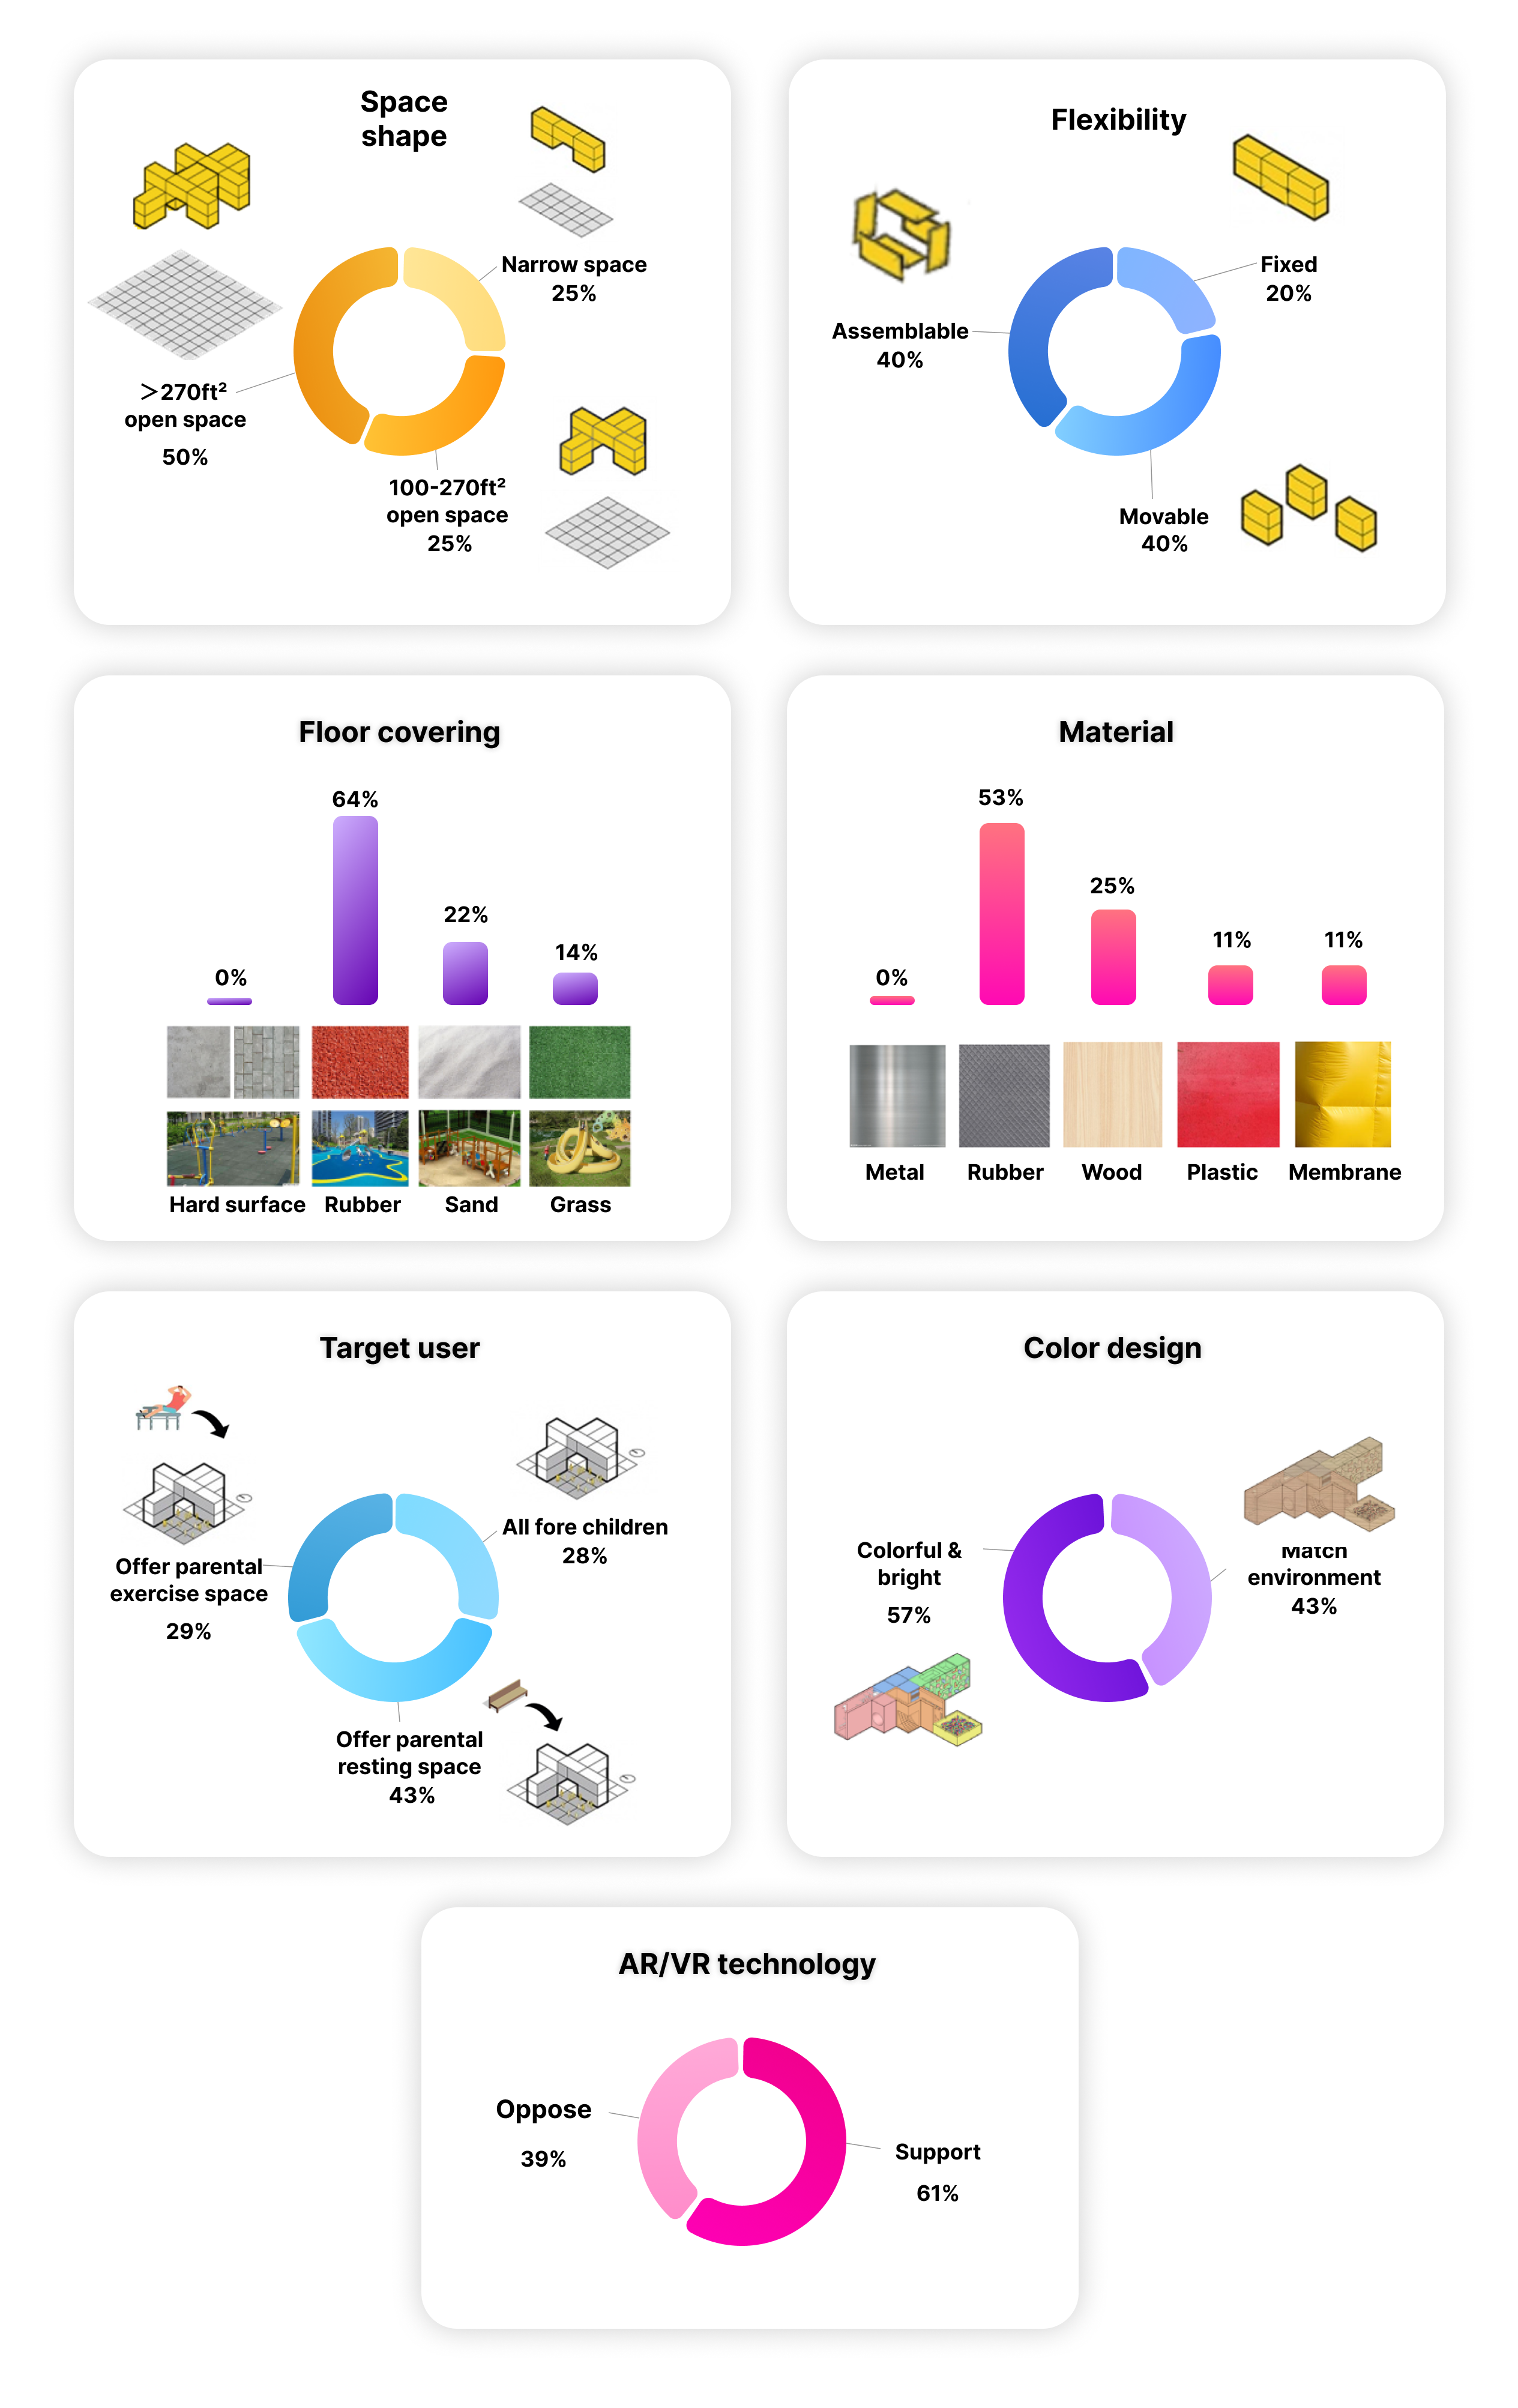 Space
shape
Narrow space
25%
>270ft²
open space
50%
100-270ft²
open space
25%
Flexibility
Fixed
20%
Assemblable
40%
Movable
40%
Floor covering
64%
22%
14%
0%
Hard surface Rubber Sand Grass
Material
53%
25%
11% 11%
0%
Metal Rubber Wood Plastic Membrane
Target user
All fore children
28%
Offer parental
exercise space
29%
Offer parental
resting space
43%
Color design
Colorful &
bright
57%
Match
environment
43%
AR/VR technology
Oppose
39%
Support
61%